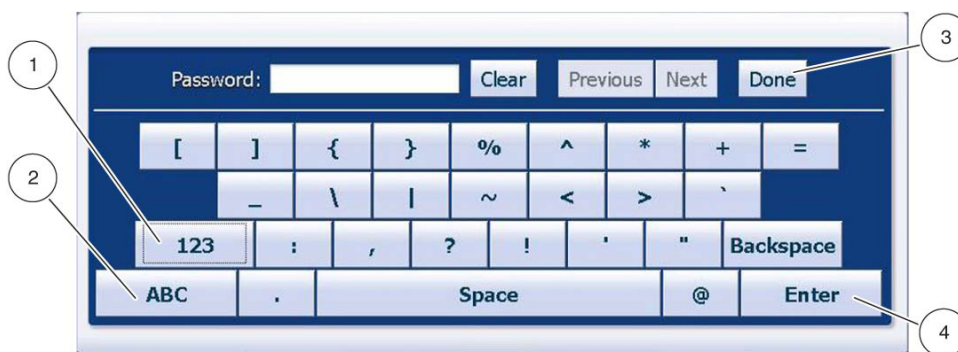 1
3
Password: Clear Previous Next Done
[ ] { } % ^ * + =
2
_ \ | ~ < > `
123 : , ? ! ' " Backspace
ABC . Space @ Enter
4